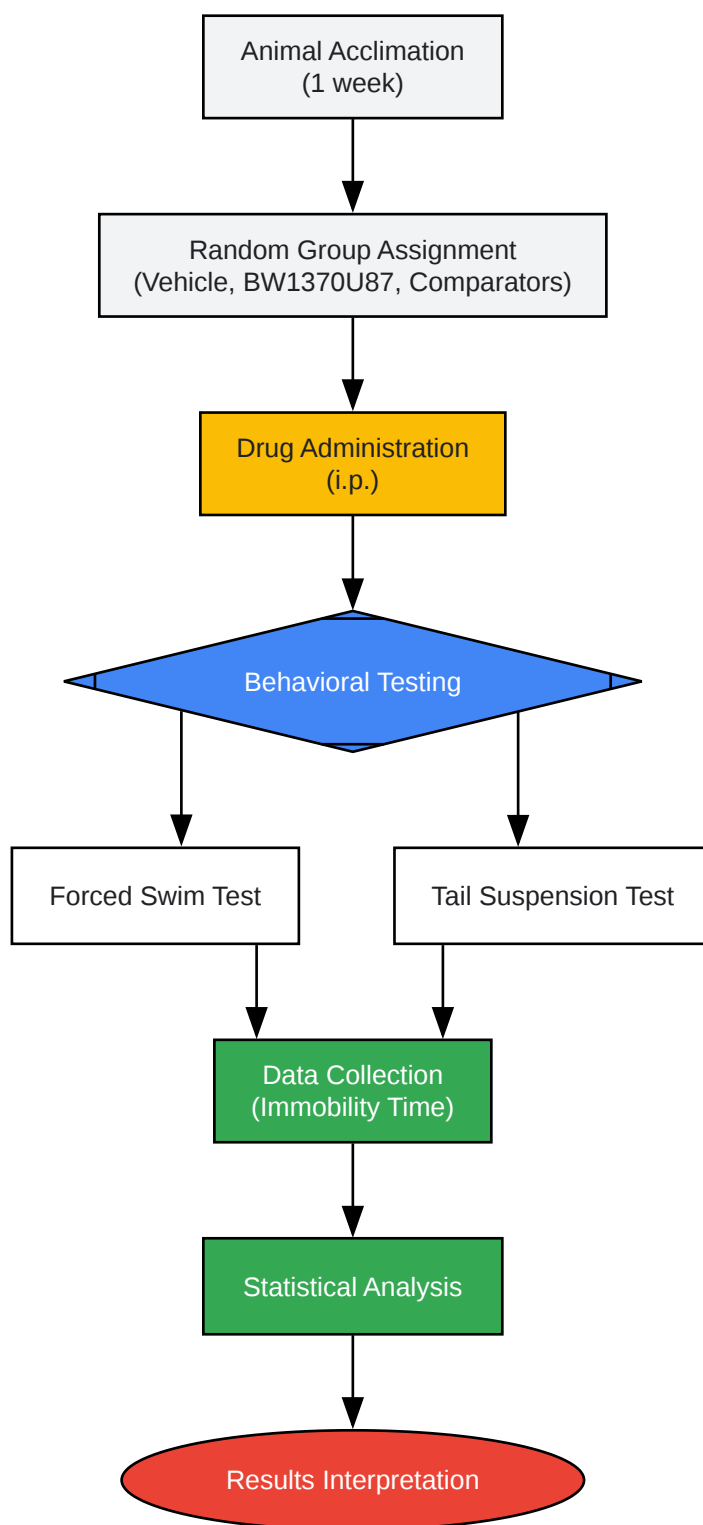 Animal Acclimation
(1 week)
Random Group Assignment
(Vehicle, BW1370U87, Comparators)
Drug Administration
(i.p.)
Behavioral Testing
Forced Swim Test
Tail Suspension Test
Data Collection
(Immobility Time)
Statistical Analysis
Results Interpretation